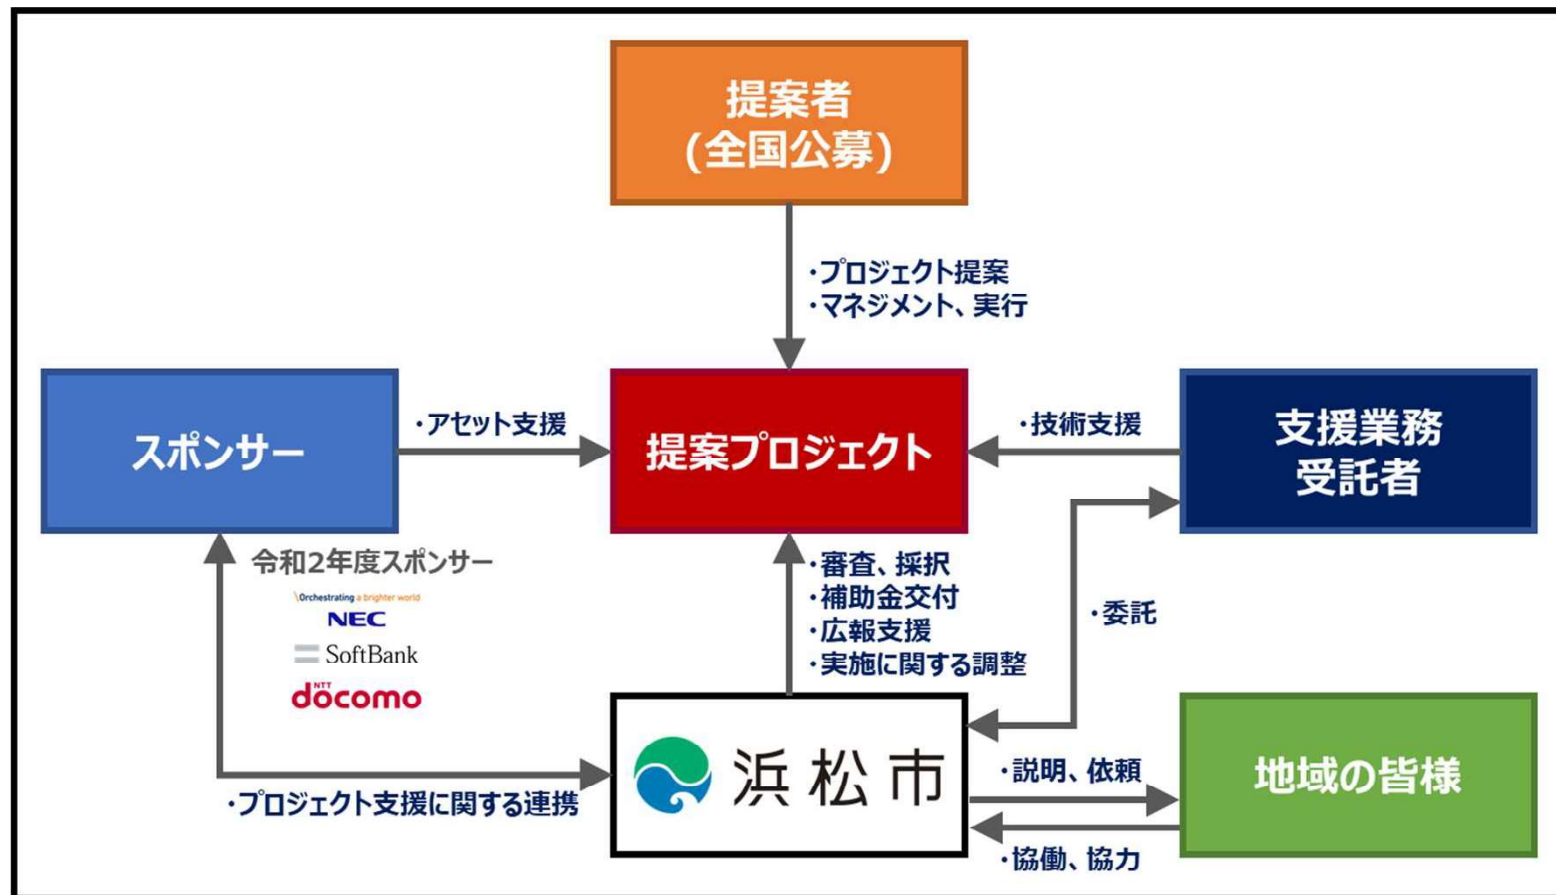 提案者
(全国公募)
・プロジェクト提案
・マネジメント、実行
スポンサー
・アセット支援
提案プロジェクト
・技術支援
支援業務
受託者
令和2年度スポンサー
\Orchestrating a brighter world
NEC
SoftBank
NTT
docomo
・審査、採択
・補助金交付
・広報支援
・実施に関する調整
・委託
・プロジェクト支援に関する連携
浜松市
・説明、依頼
・協働、協力
地域の皆様